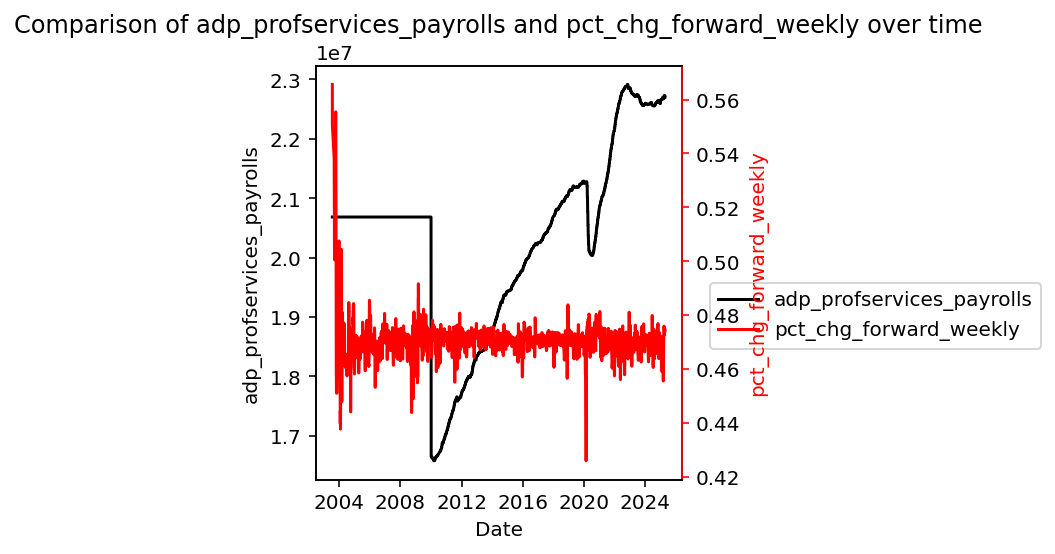 Comparison of adp_profservices_payrolls and pct_chg_forward_weekly over time
1e7
2.3
2.2
2.1
2.0
1.9
1.8
1.7
adp_profservices_payrolls
0.56
0.54
0.52
0.50
0.48
0.46
0.44
0.42
pct_chg_forward_weekly
adp_profservices_payrolls
pct_chg_forward_weekly
2004 2008 2012 2016 2020 2024
Date